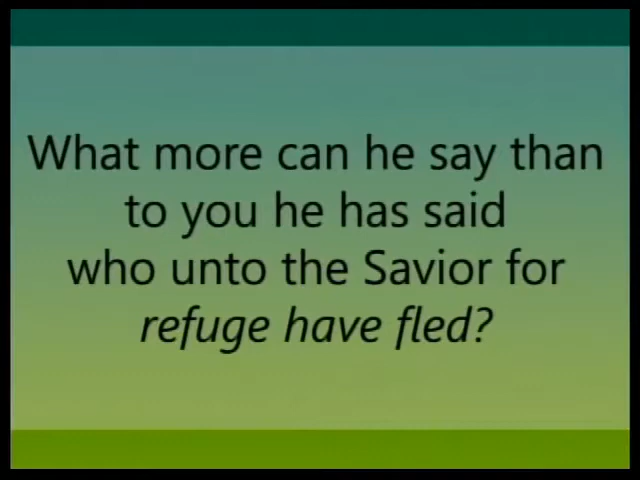 What more can he say than
to you he has said
who unto the Savior for
refuge have fled?